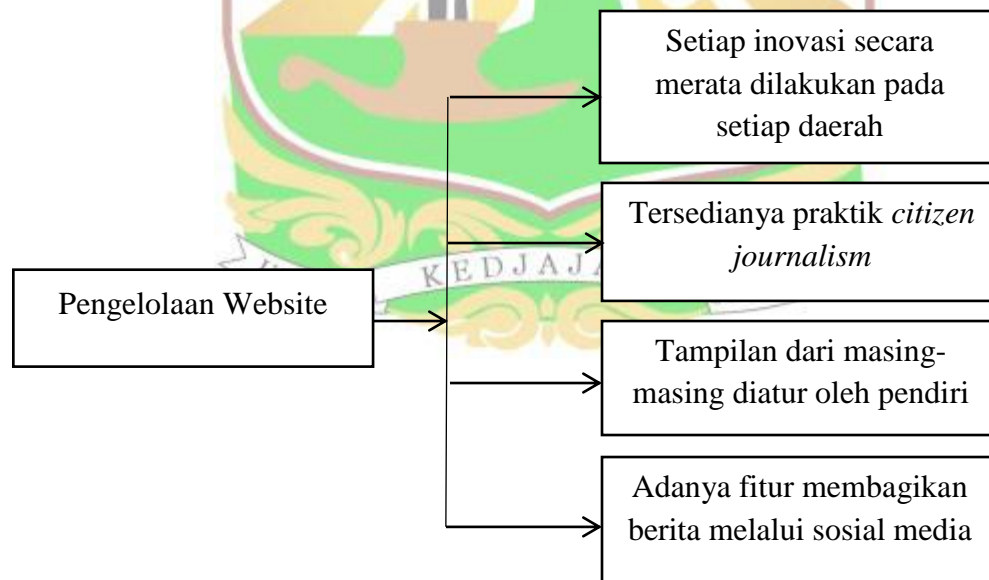 Setiap inovasi secara
merata dilakukan pada
setiap daerah
Tersedianya praktik citizen
journalism
KEDJAJA
Pengelolaan Website
Tampilan dari masing-
masing diatur oleh pendiri
Adanya fitur membagikan
berita melalui sosial media